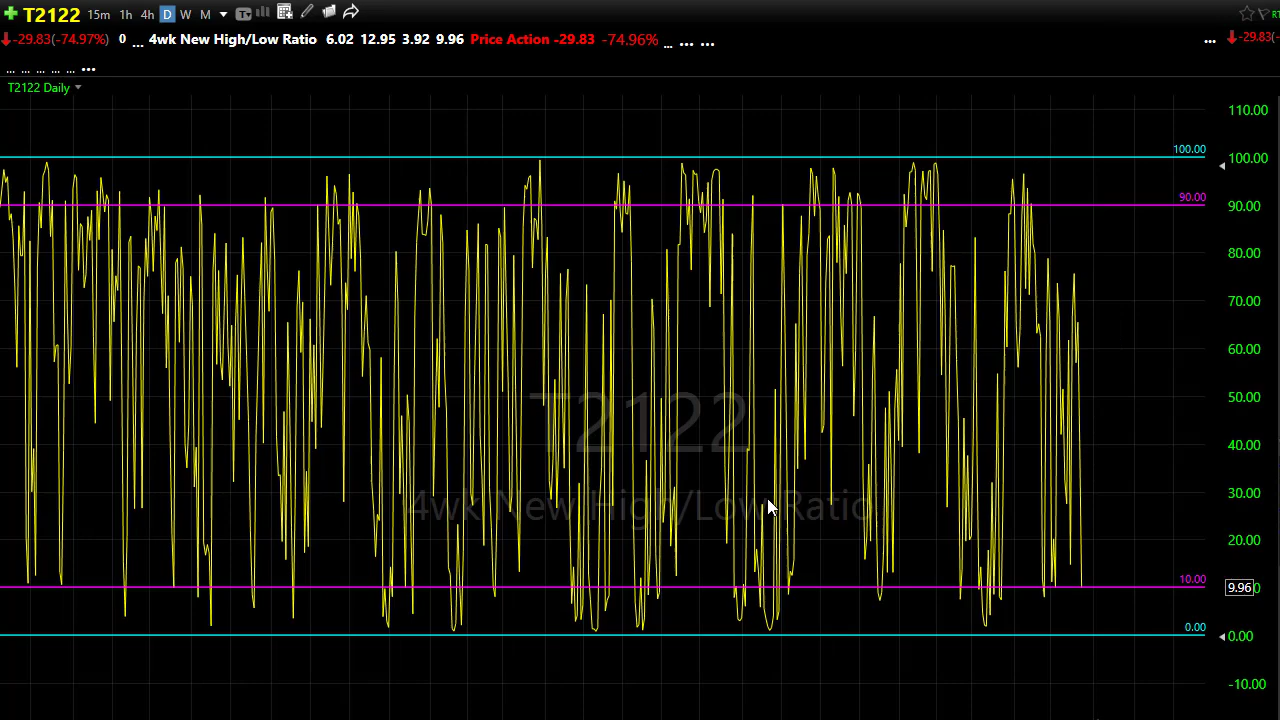 T2122 15m 1h 4h D W M T RT
-29.83(-74.97%) 0 ... 4wk New High/Low Ratio 6.02 12.95 3.92 9.96 Price Action -29.83 -74.96% ... ... ... ... -29.83(-
... ... ... ... ... ...
T2122 Daily
110.00
100.00 100.00
90.00 90.00
80.00
70.00
60.00
50.00
T2122
40.00
30.00
4wk New High/Low Ratio
20.00
10.00 9.96 0
0.00 0.00
-10.00